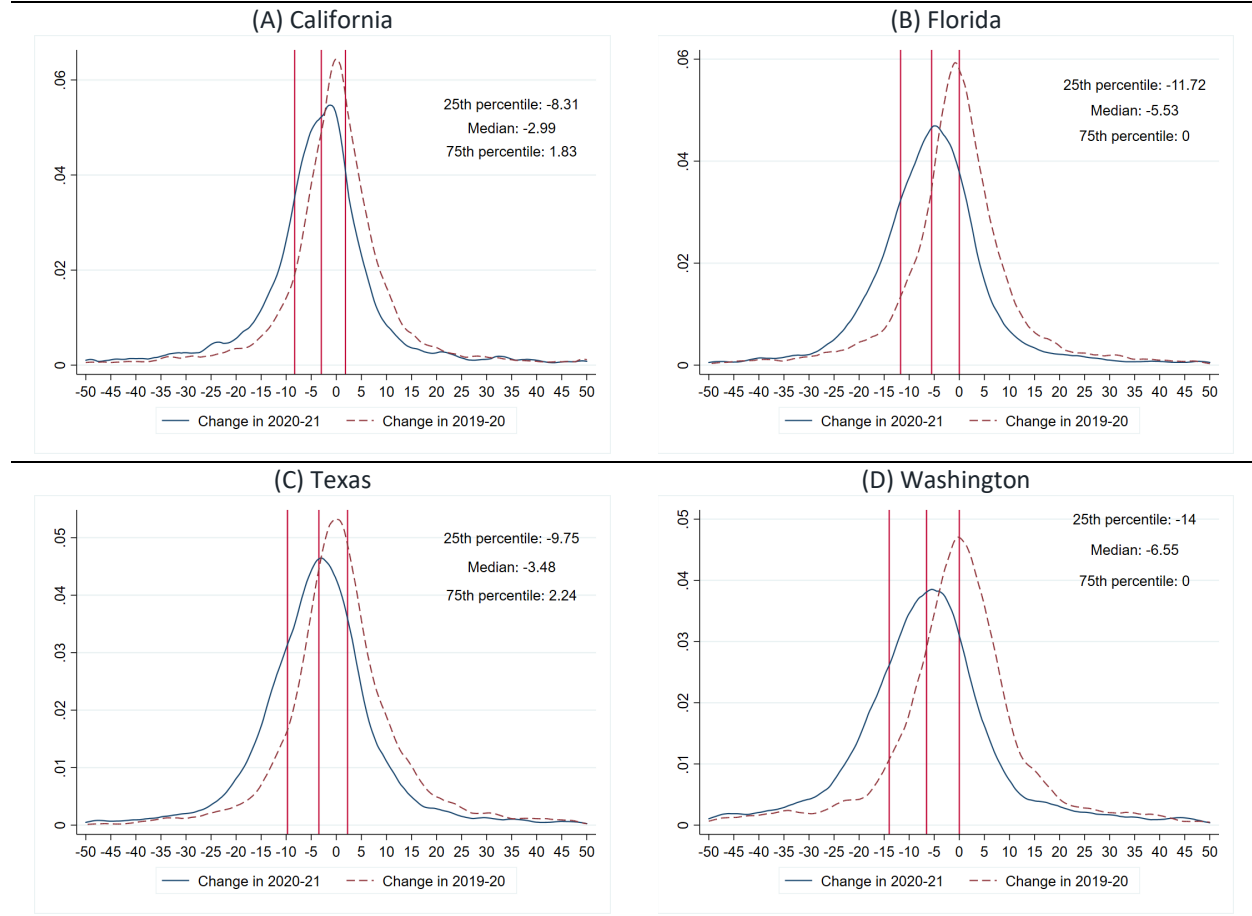 (A) California
(B) Florida
.06
.04
.02
0
25th percentile: -8.31
Median: -2.99
75th percentile: 1.83
-50 -45 -40 -35 -30 -25 -20 -15 -10 -5 0 5 10 15 20 25 30 35 40 45 50
Change in 2020-21 Change in 2019-20
.06
.04
.02
0
25th percentile: -11.72
Median: -5.53
75th percentile: 0
-50 -45 -40 -35 -30 -25 -20 -15 -10 -5 0 5 10 15 20 25 30 35 40 45 50
Change in 2020-21 Change in 2019-20
(C) Texas
(D) Washington
.05
.04
.03
.02
.01
0
25th percentile: -9.75
Median: -3.48
75th percentile: 2.24
-50 -45 -40 -35 -30 -25 -20 -15 -10 -5 0 5 10 15 20 25 30 35 40 45 50
Change in 2020-21 Change in 2019-20
.05
.04
.03
.02
.01
0
25th percentile: -14
Median: -6.55
75th percentile: 0
-50 -45 -40 -35 -30 -25 -20 -15 -10 -5 0 5 10 15 20 25 30 35 40 45 50
Change in 2020-21 Change in 2019-20